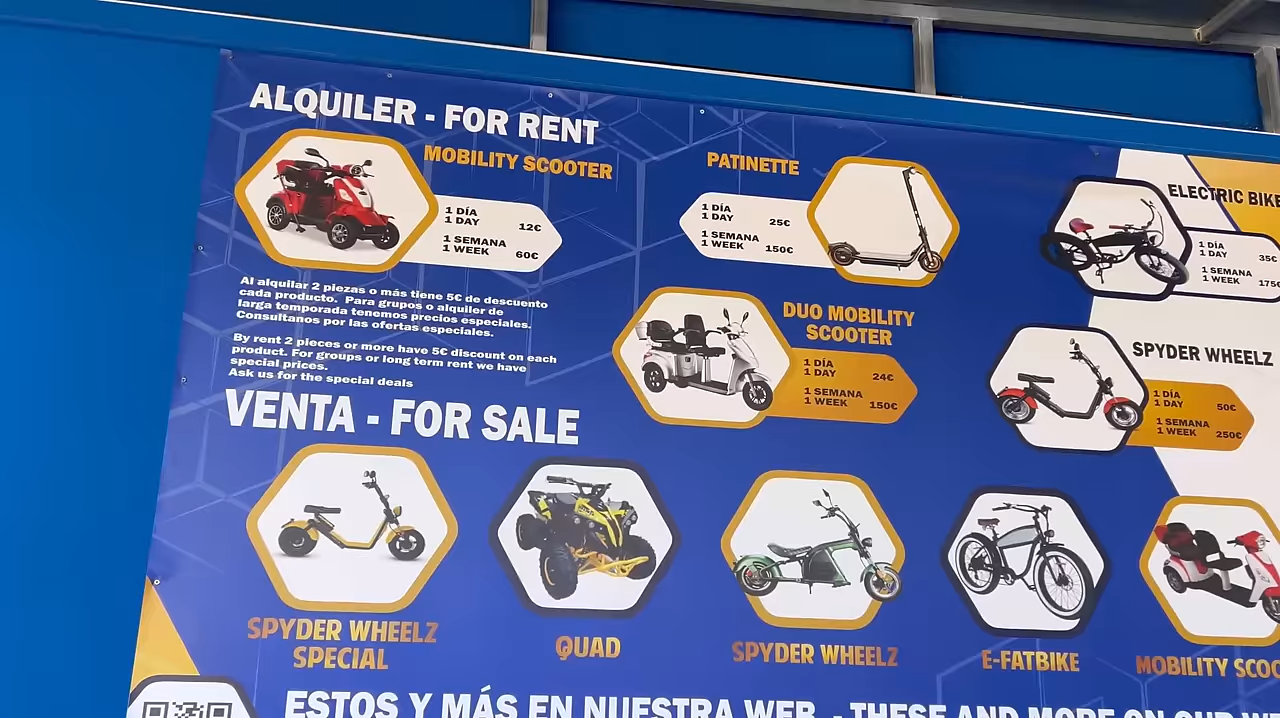 ALQUILER - FOR RENT
MOBILITY SCOOTER
1 DÍA
1 DAY 12€
1 SEMANA
1 WEEK 60€
PATINETTE
1 DÍA
1 DAY 25€
1 SEMANA
1 WEEK 150€
ELECTRIC BIKE
1 DÍA
1 DAY 35€
1 SEMANA
1 WEEK 175€
Al alquilar 2 piezas o más tiene 5€ de descuento
cada producto. Para grupos o alquiler de
larga temporada tenemos precios especiales.
Consultanos por las ofertas especiales.
By rent 2 pieces or more have 5€ discount on each
product. For groups or long term rent we have
special prices.
Ask us for the special deals
DUO MOBILITY
SCOOTER
1 DÍA
1 DAY 24€
1 SEMANA
1 WEEK 150€
SPYDER WHEELZ
1 DÍA
1 DAY 50€
1 SEMANA
1 WEEK 250€
VENTA - FOR SALE
SPYDER WHEELZ
SPECIAL
QUAD
SPYDER WHEELZ
E-FATBIKE
MOBILITY SCOO
ESTOS Y MÁS EN NUESTRA WEB - THESE AND MORE ON OUR WE